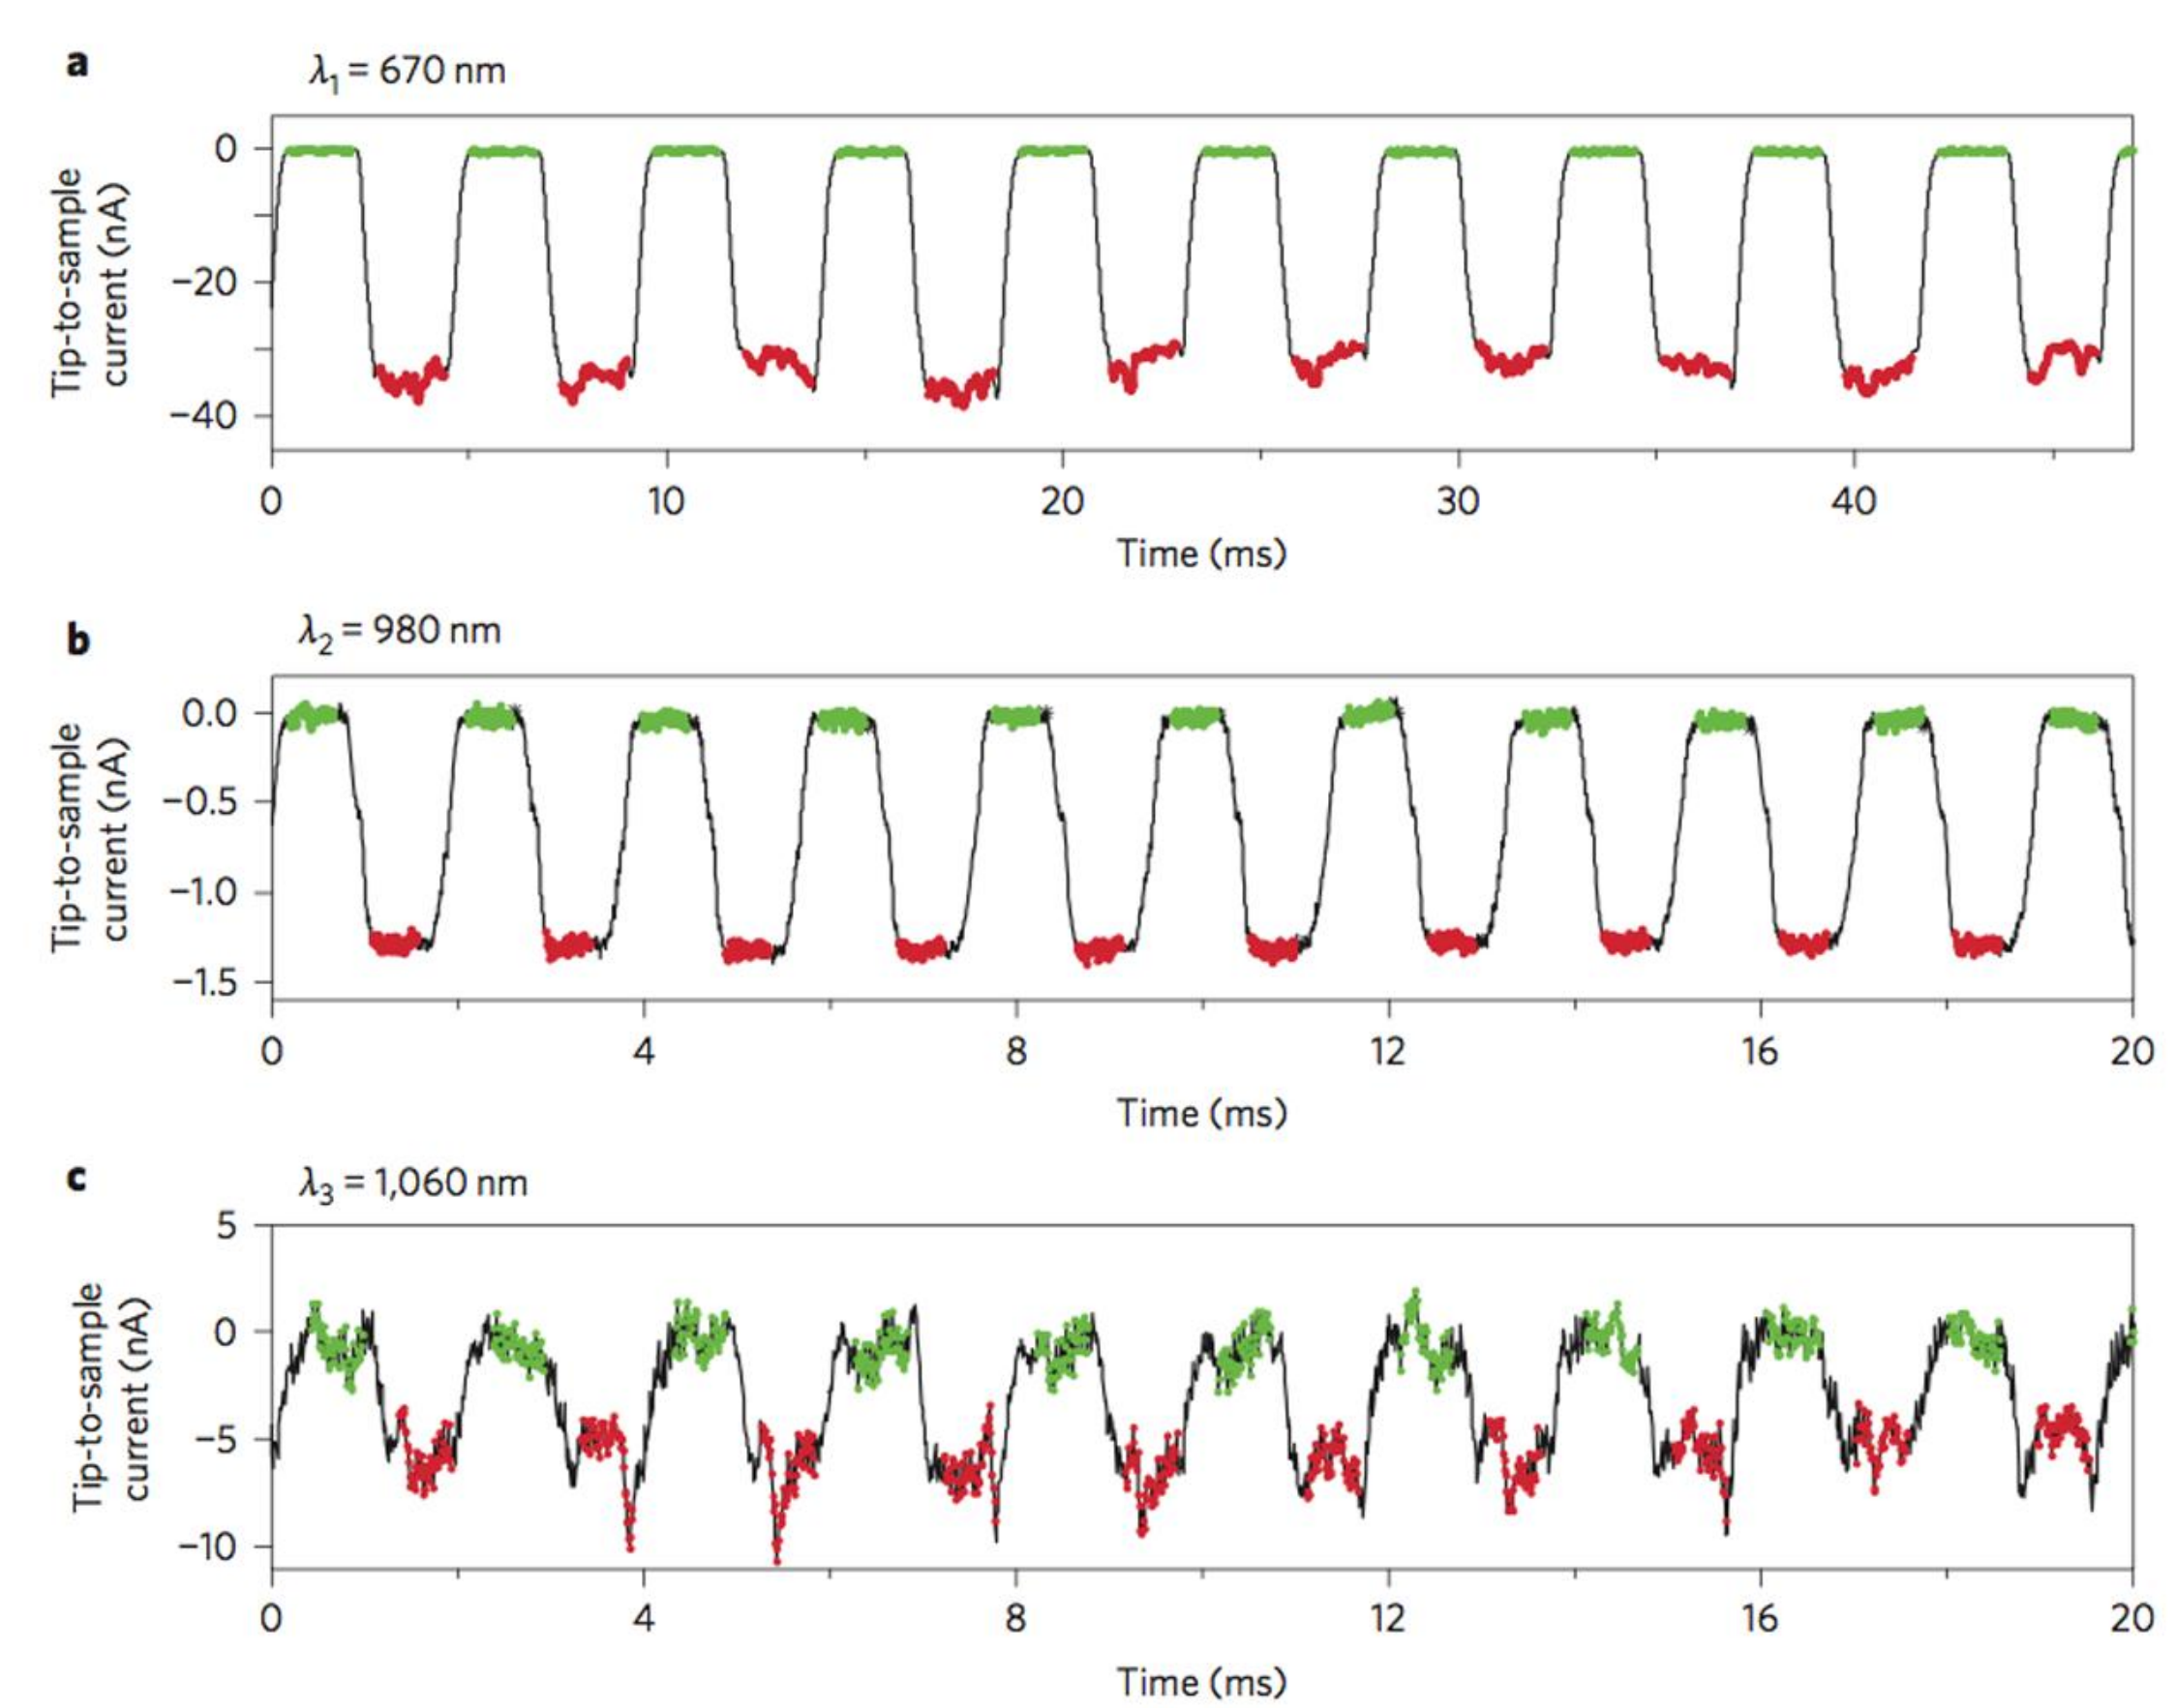 a
λ1 = 670 nm
Tip-to-sample
current (nA)
0
−20
−40
0 10 20 30 40
Time (ms)
b
λ2 = 980 nm
Tip-to-sample
current (nA)
0.0
−0.5
−1.0
−1.5
0 4 8 12 16 20
Time (ms)
c
λ3 = 1,060 nm
Tip-to-sample
current (nA)
5
0
−5
−10
0 4 8 12 16 20
Time (ms)